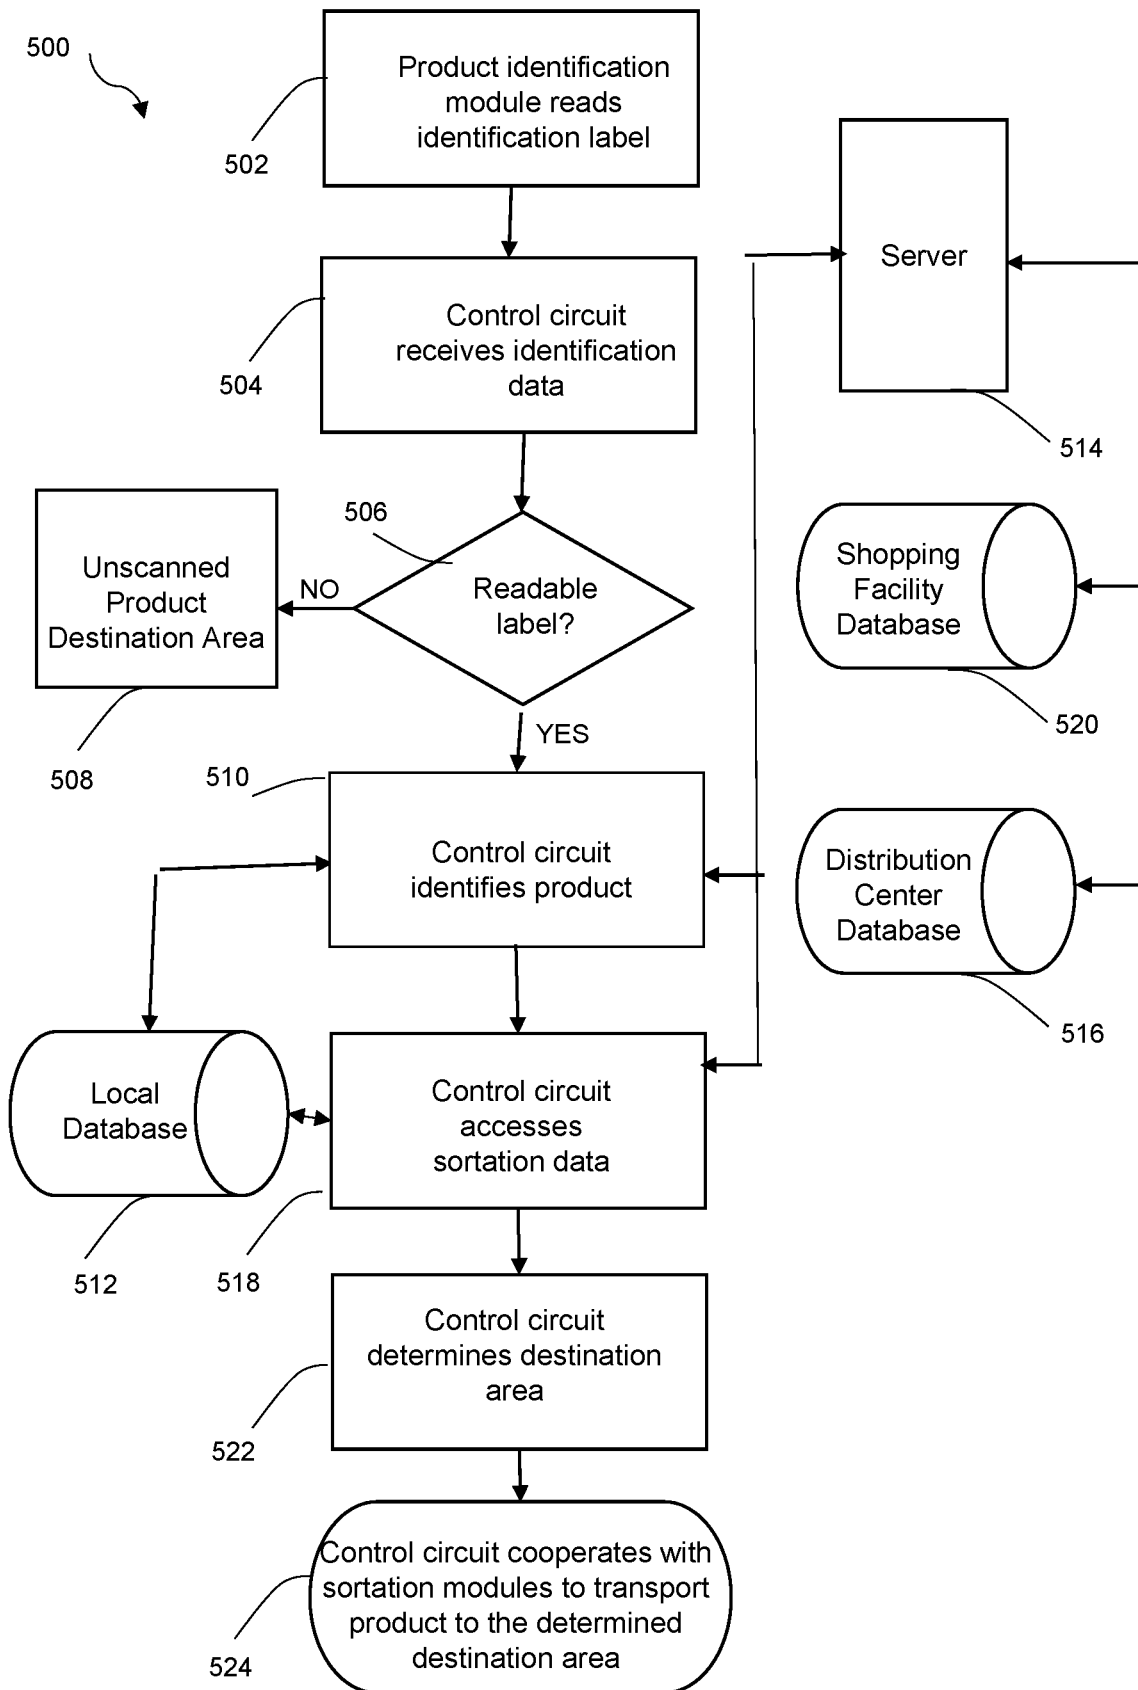 500
Product identification
module reads
identification label
502
Server
514
Control circuit
receives identification
data
504
506
Readable
label?
NO
Unscanned
Product
Destination Area
508
YES
Shopping
Facility
Database
520
510
Control circuit
identifies product
Distribution
Center
Database
516
Local
Database
512
Control circuit
accesses
sortation data
518
Control circuit
determines destination
area
522
Control circuit cooperates with
sortation modules to transport
product to the determined
destination area
524